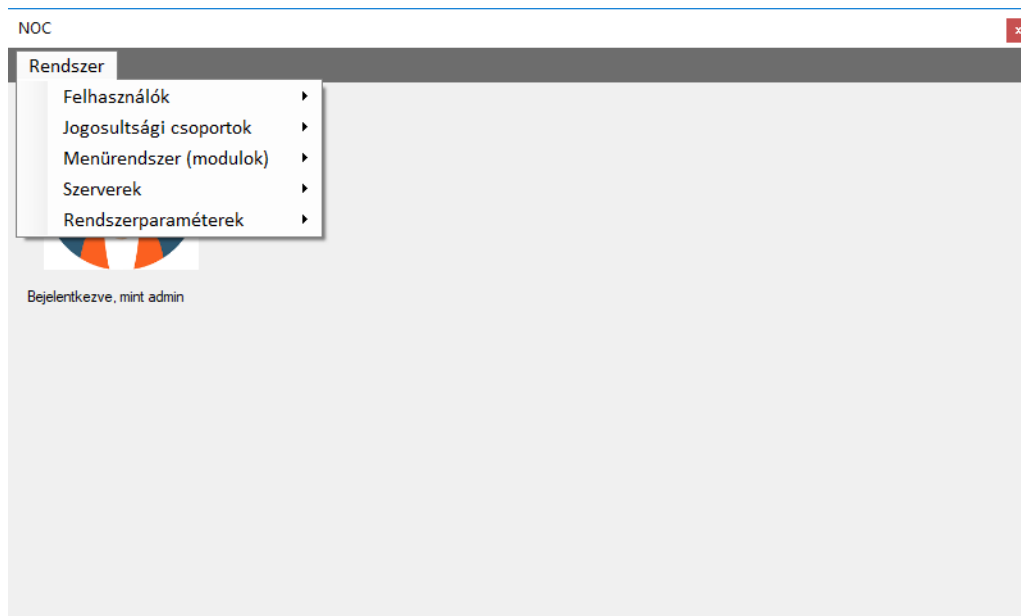 NOC
Rendszer
Felhasználók
Jogosultsági csoportok
Menürendszer (modulok)
Szerverek
Rendszerparaméterek
Bejelentkezve, mint admin